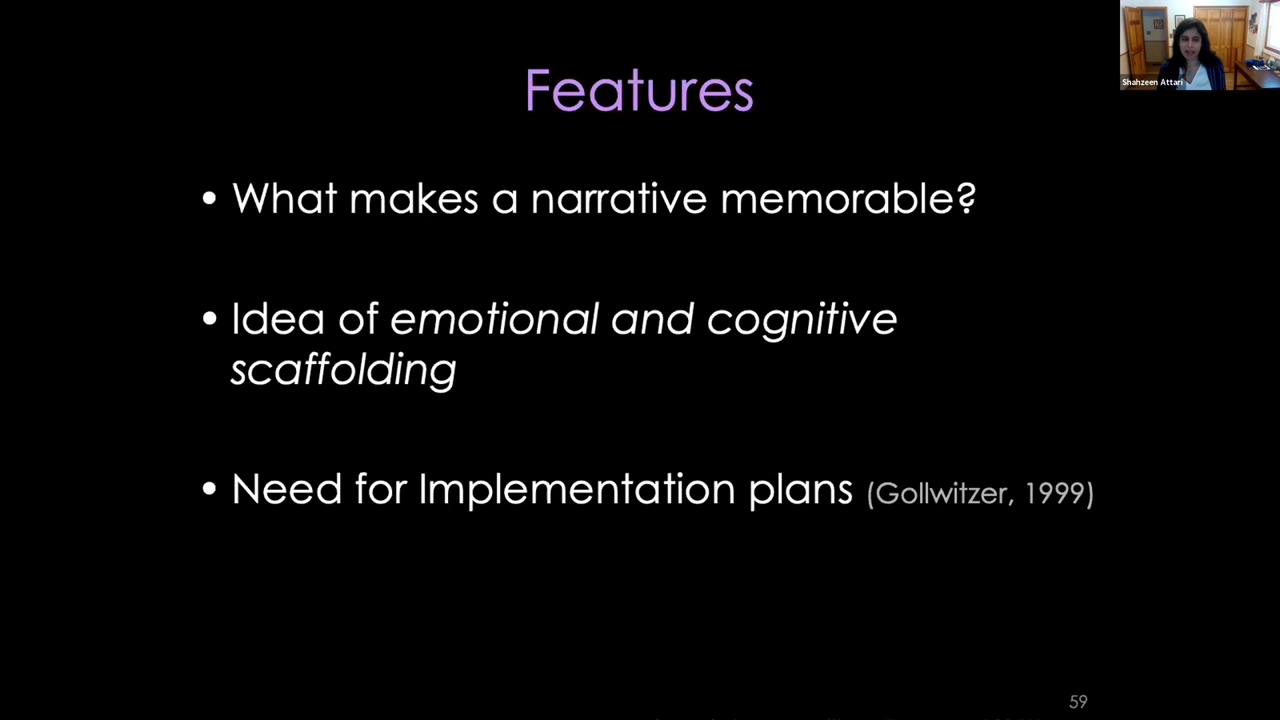 Features
Shahzeen Attari
• What makes a narrative memorable?
• Idea of emotional and cognitive
scaffolding
• Need for Implementation plans (Gollwitzer, 1999)
59